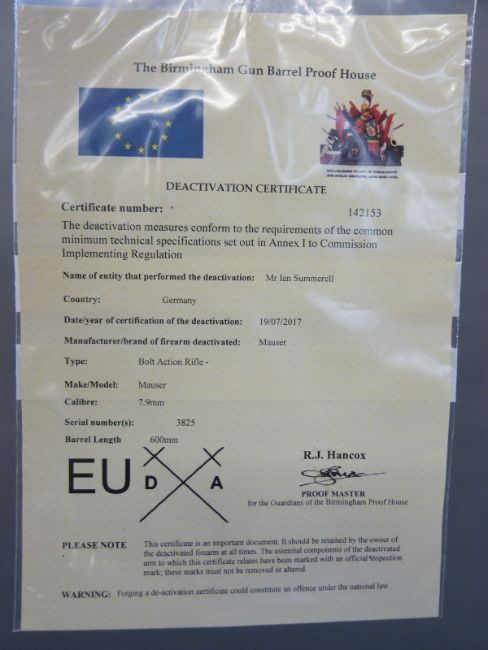 The Birmingham Gun Barrel Proof House
DEACTIVATION CERTIFICATE
Certificate number: 142153
The deactivation measures conform to the requirements of the common
minimum technical specifications set out in Annex I to Commission
Implementing Regulation
Name of entity that performed the deactivation: Mr Ian Summerell
Country: Germany
Date/year of certification of the deactivation: 19/07/2017
Manufacturer/brand of firearm deactivated: Mauser
Type: Bolt Action Rifle -
Make/Model: Mauser
Calibre: 7.9mm
Serial number(s): 3825
Barrel Length 600mm
EU D A
R.J. Hancox
PROOF MASTER
for the Guardians of the Birmingham Proof House
PLEASE NOTE This certificate is an important document. It should be retained by the owner of
the deactivated firearm at all times. The essential components of the deactivated
arm to which this certificate relates have been marked with an official inspection
mark; these marks must not be removed or altered.
WARNING: Forging a de-activation certificate could constitute an offence under the national law.